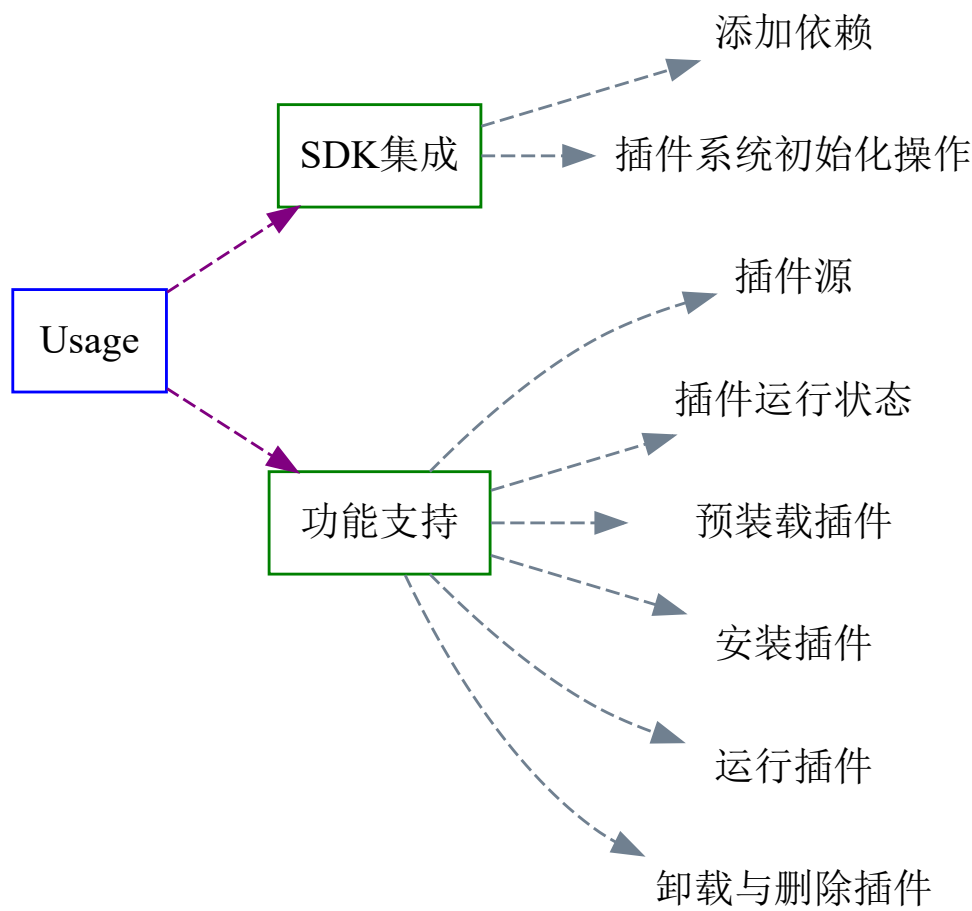 添加依赖
SDK集成
插件系统初始化操作
插件源
Usage
插件运行状态
功能支持
预装载插件
安装插件
运行插件
卸载与删除插件